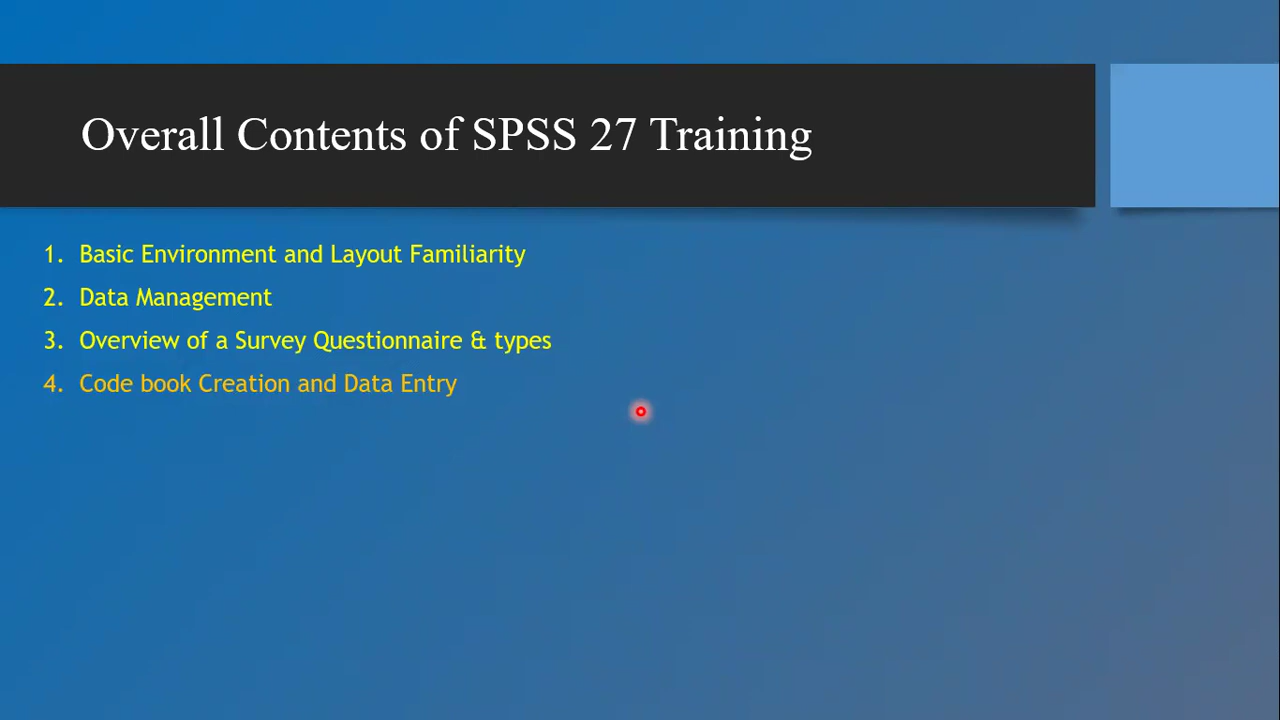 Overall Contents of SPSS 27 Training
1. Basic Environment and Layout Familiarity
2. Data Management
3. Overview of a Survey Questionnaire & types
4. Code book Creation and Data Entry